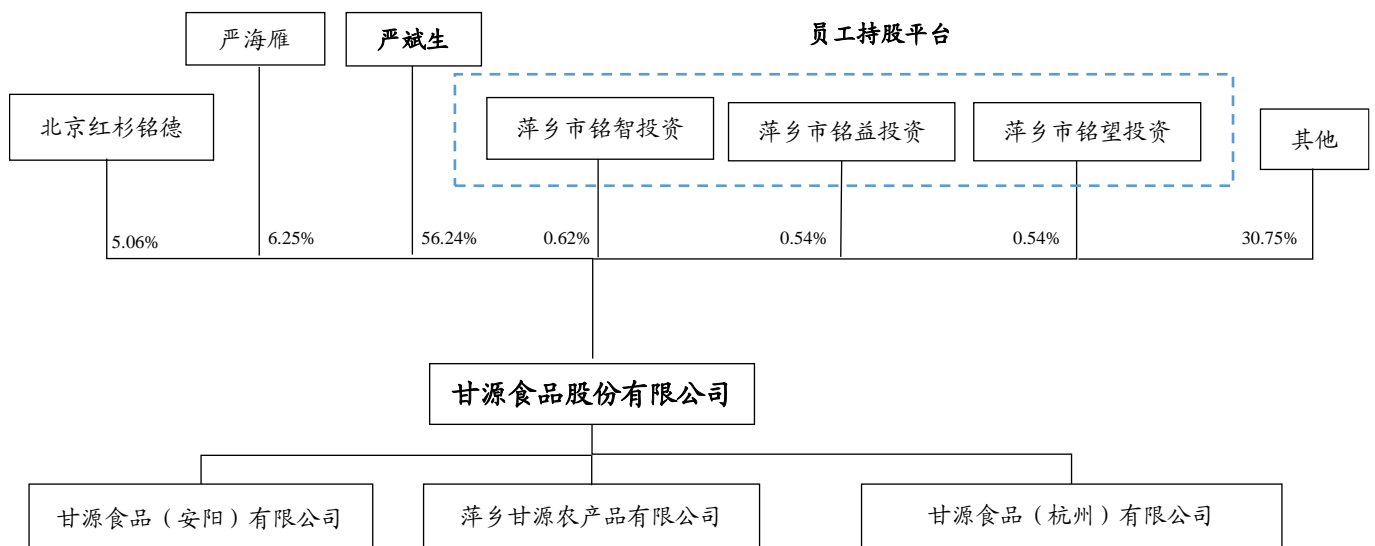 严海雁
严斌生
员工持股平台
北京红杉铭德
萍乡市铭智投资
萍乡市铭益投资
萍乡市铭望投资
其他
5.06%
6.25%
56.24%
0.62%
0.54%
0.54%
30.75%
甘源食品股份有限公司
甘源食品（安阳）有限公司
萍乡甘源农产品有限公司
甘源食品（杭州）有限公司